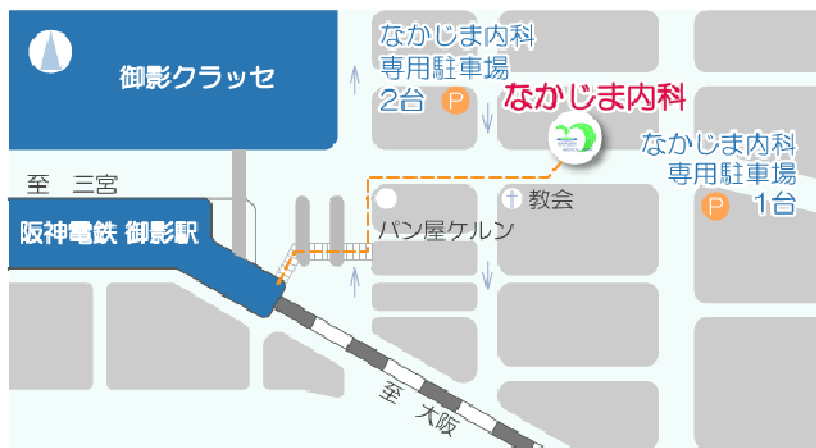 御影クラッセ
なかじま内科
専用駐車場
2台 P
なかじま内科
なかじま内科
専用駐車場
P 1台
至 三宮
阪神電鉄 御影駅
教会
パン屋ケルン
至 大阪